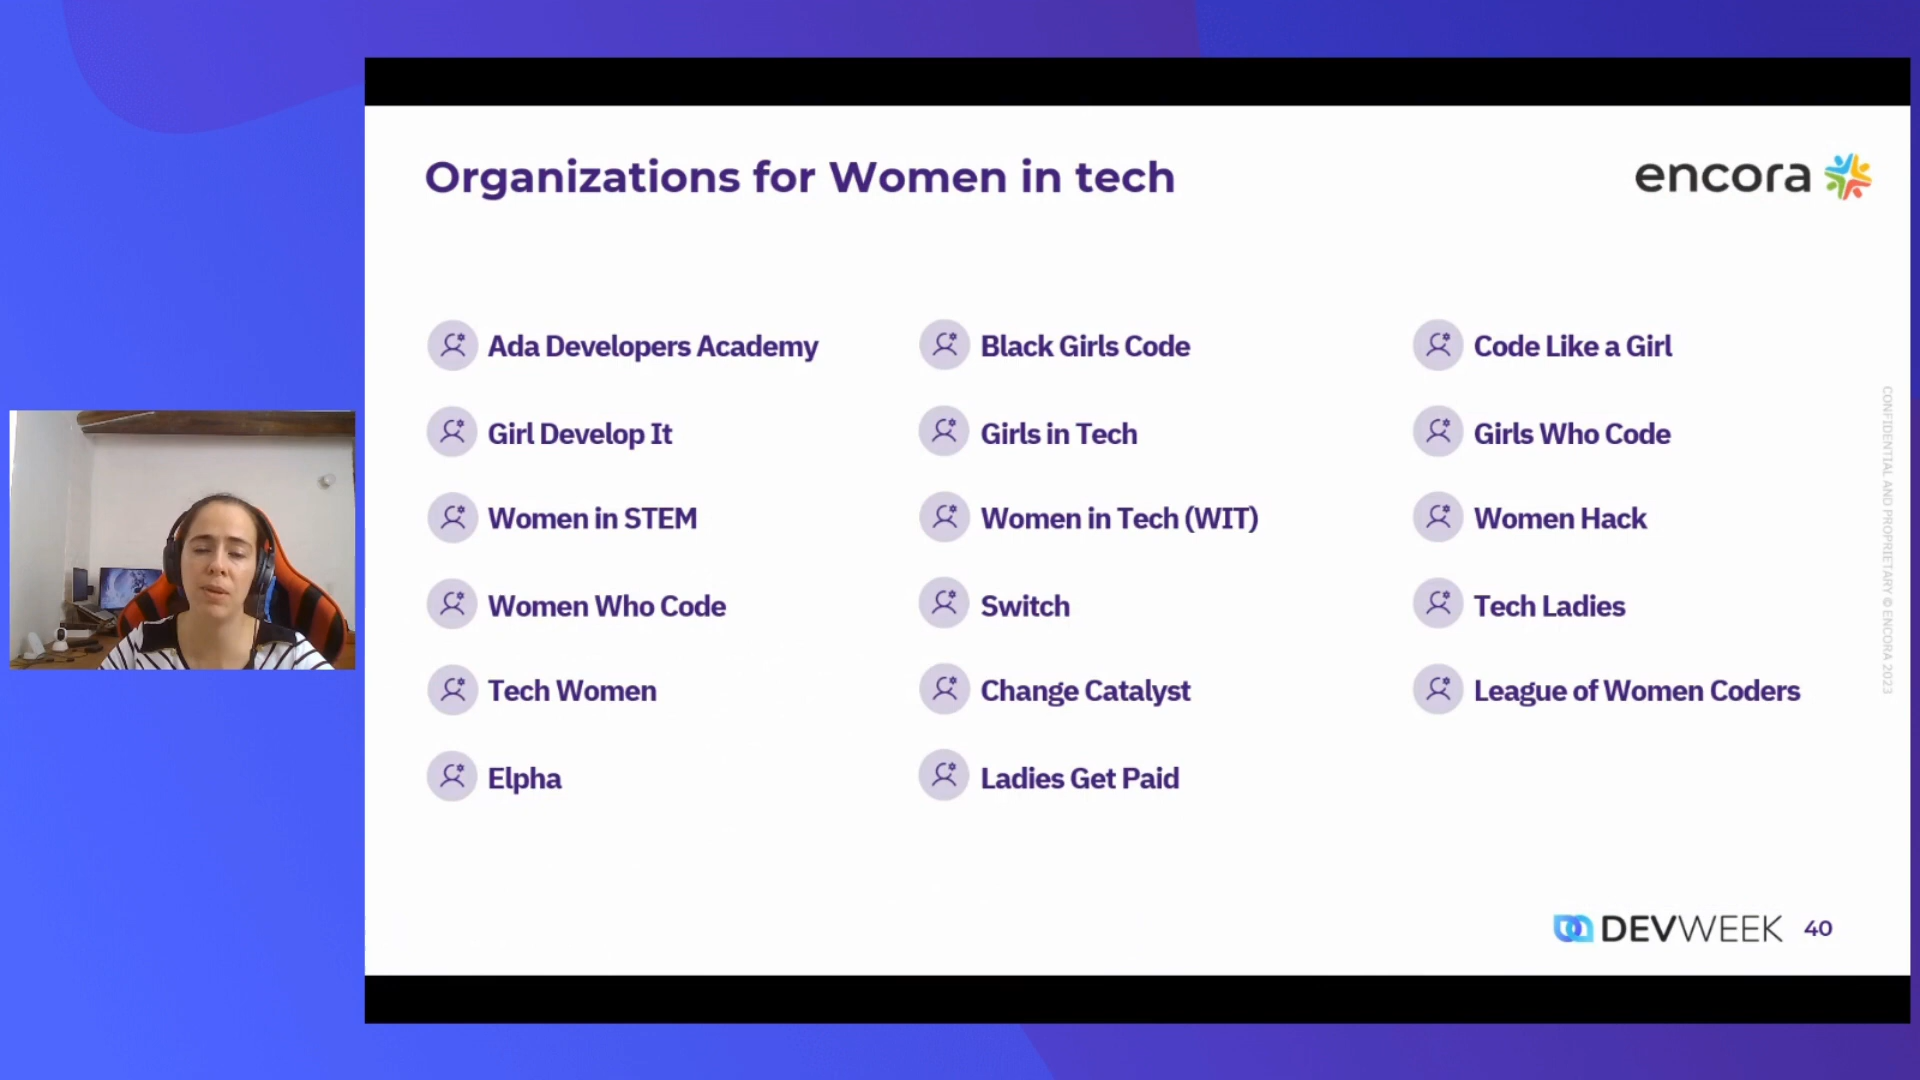 Organizations for Women in tech
encora
Ada Developers Academy
Black Girls Code
Code Like a Girl
Girl Develop It
Girls in Tech
Girls Who Code
Women in STEM
Women in Tech (WIT)
Women Hack
Women Who Code
Switch
Tech Ladies
Tech Women
Change Catalyst
League of Women Coders
Elpha
Ladies Get Paid
CONFIDENTIAL AND PROPRIETARY © ENCORA 2023
DEVWEEK
40